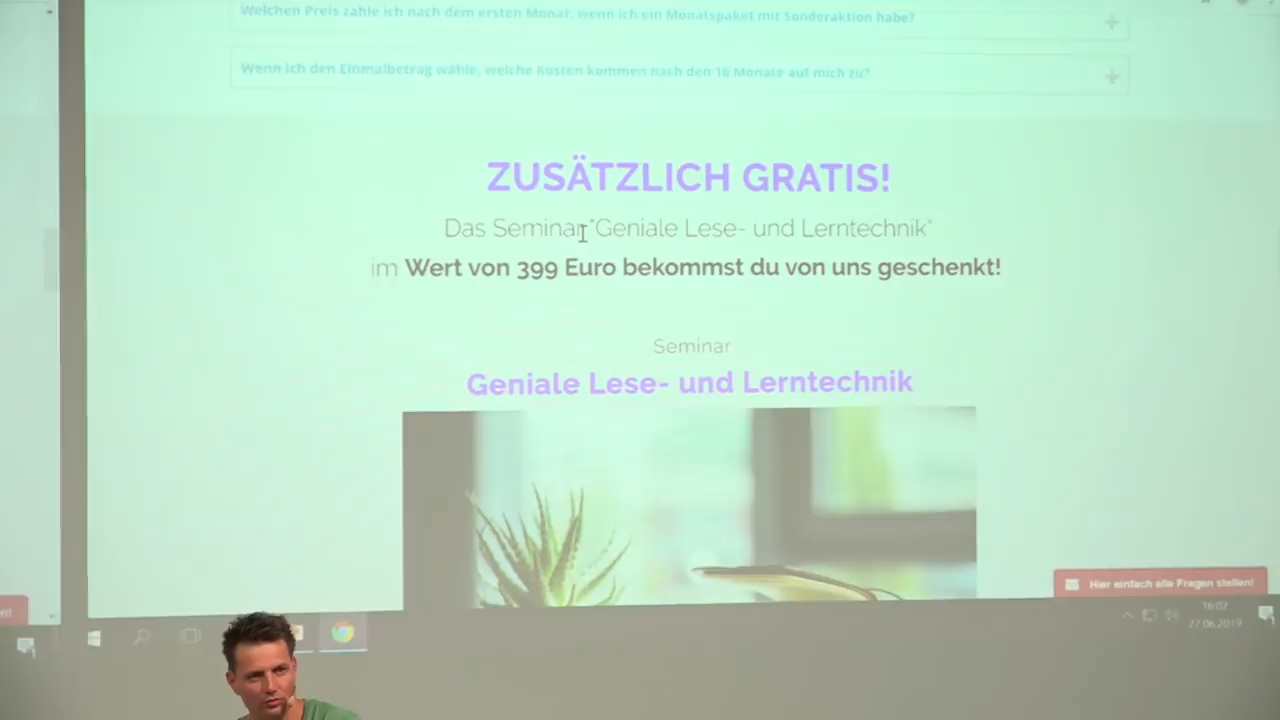 Welchen Preis zahle ich nach dem ersten Monat, wenn ich ein Monatspaket mit Sonderaktion habe?
Wenn ich den Einmalbetrag wähle, welche Kosten kommen nach den 16 Monate auf mich zu?
ZUSÄTZLICH GRATIS!
Das Seminar "Geniale Lese- und Lerntechnik"
im Wert von 399 Euro bekommst du von uns geschenkt!
Seminar
Geniale Lese- und Lerntechnik
Hier einfach alle Fragen stellen!
16:02
27.06.2019